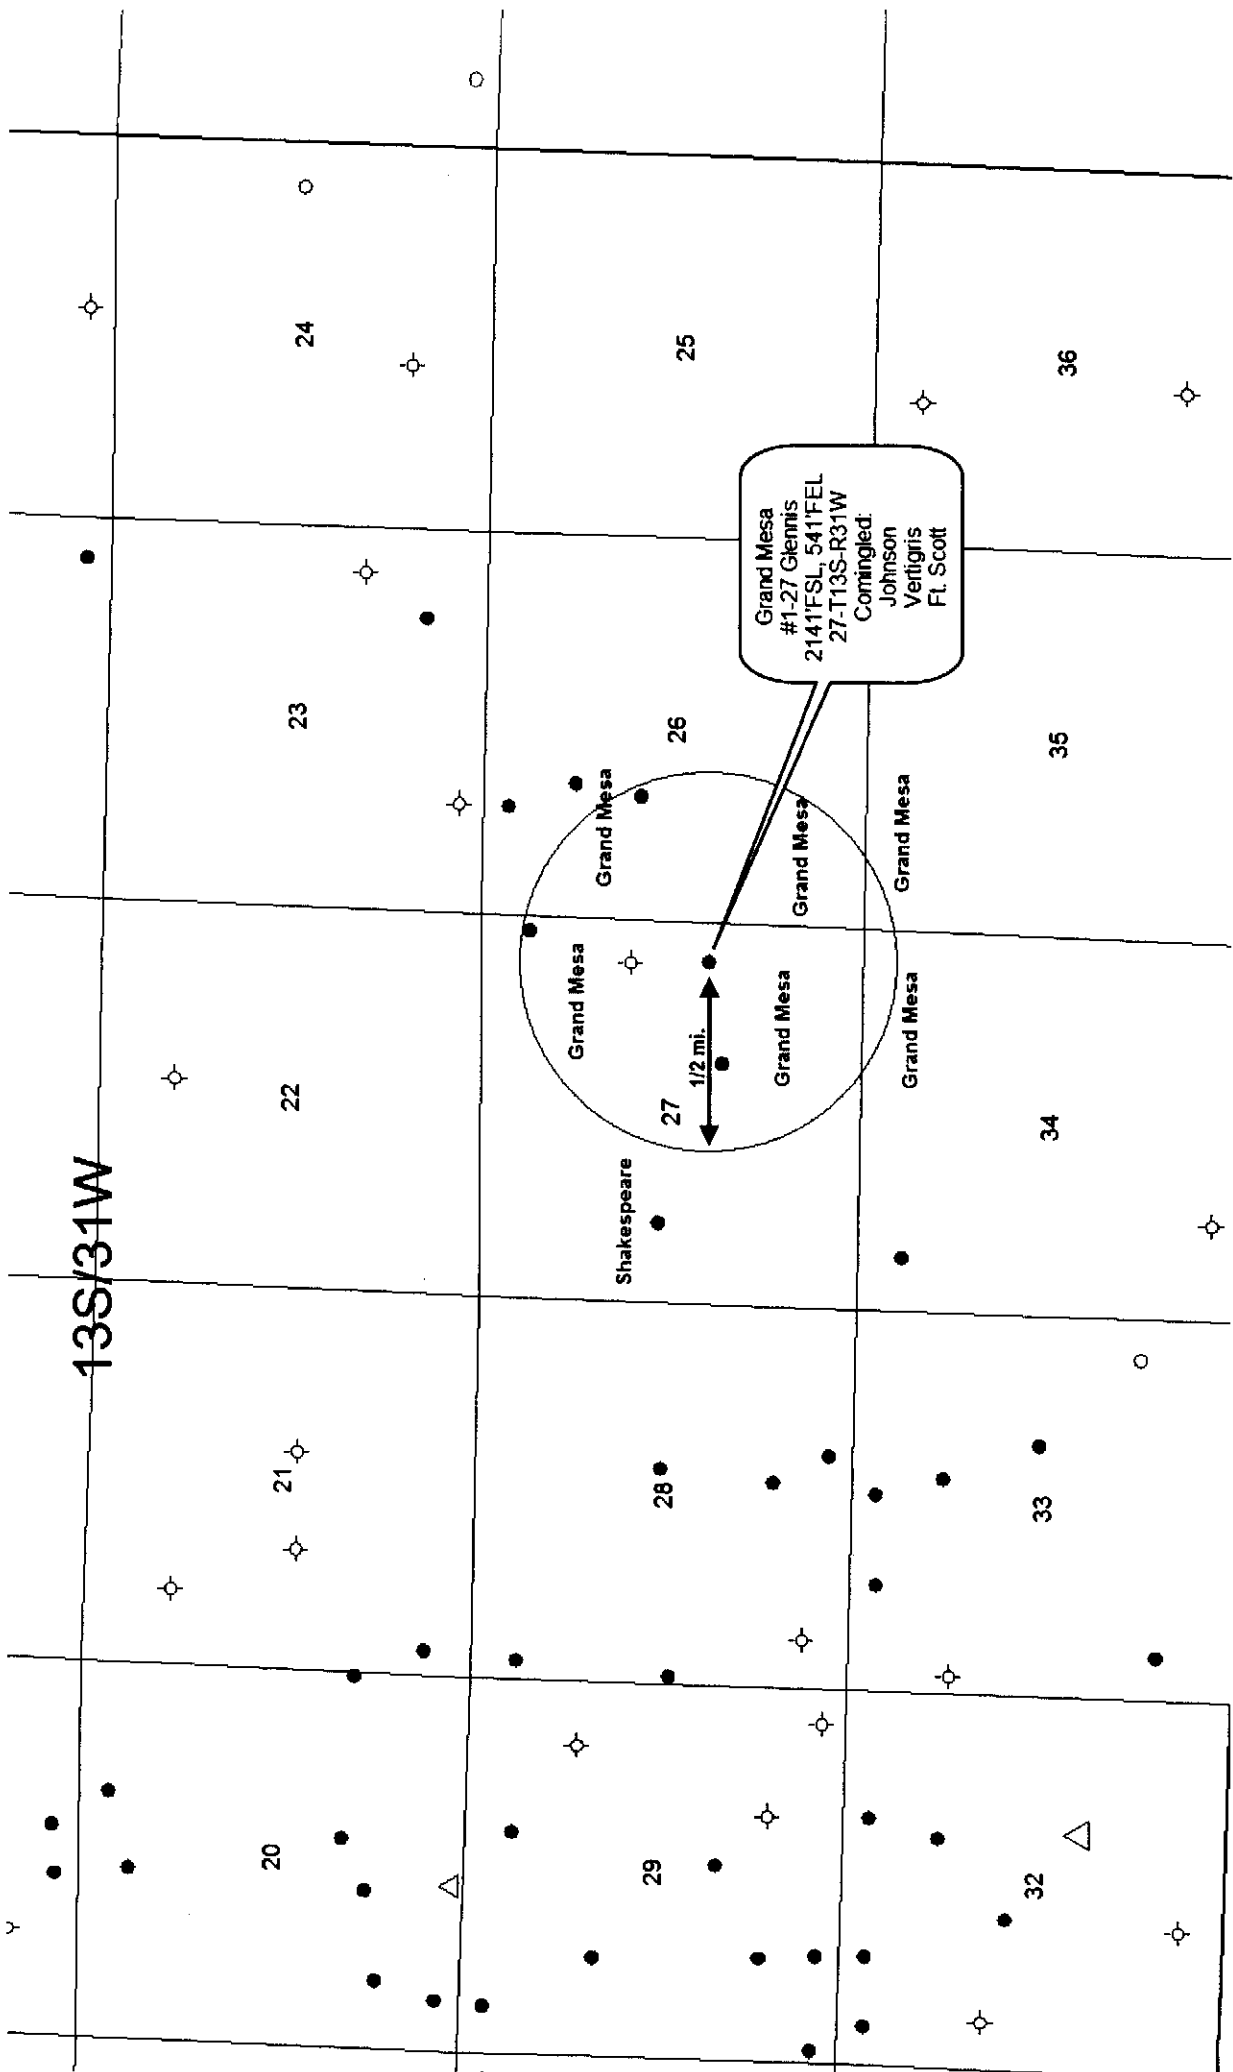 13S/31W
20
21
22
23
24
29
28
27
26
25
32
33
34
35
36
Shakespeare
Grand Mesa
Grand Mesa
1/2 mi.
Grand Mesa
Grand Mesa
Grand Mesa
Grand Mesa
Grand Mesa
#1-27 Glennis
2141'FSL, 541'FEL
27-T13S-R31W
Comingled:
Johnson
Vertigris
Ft. Scott